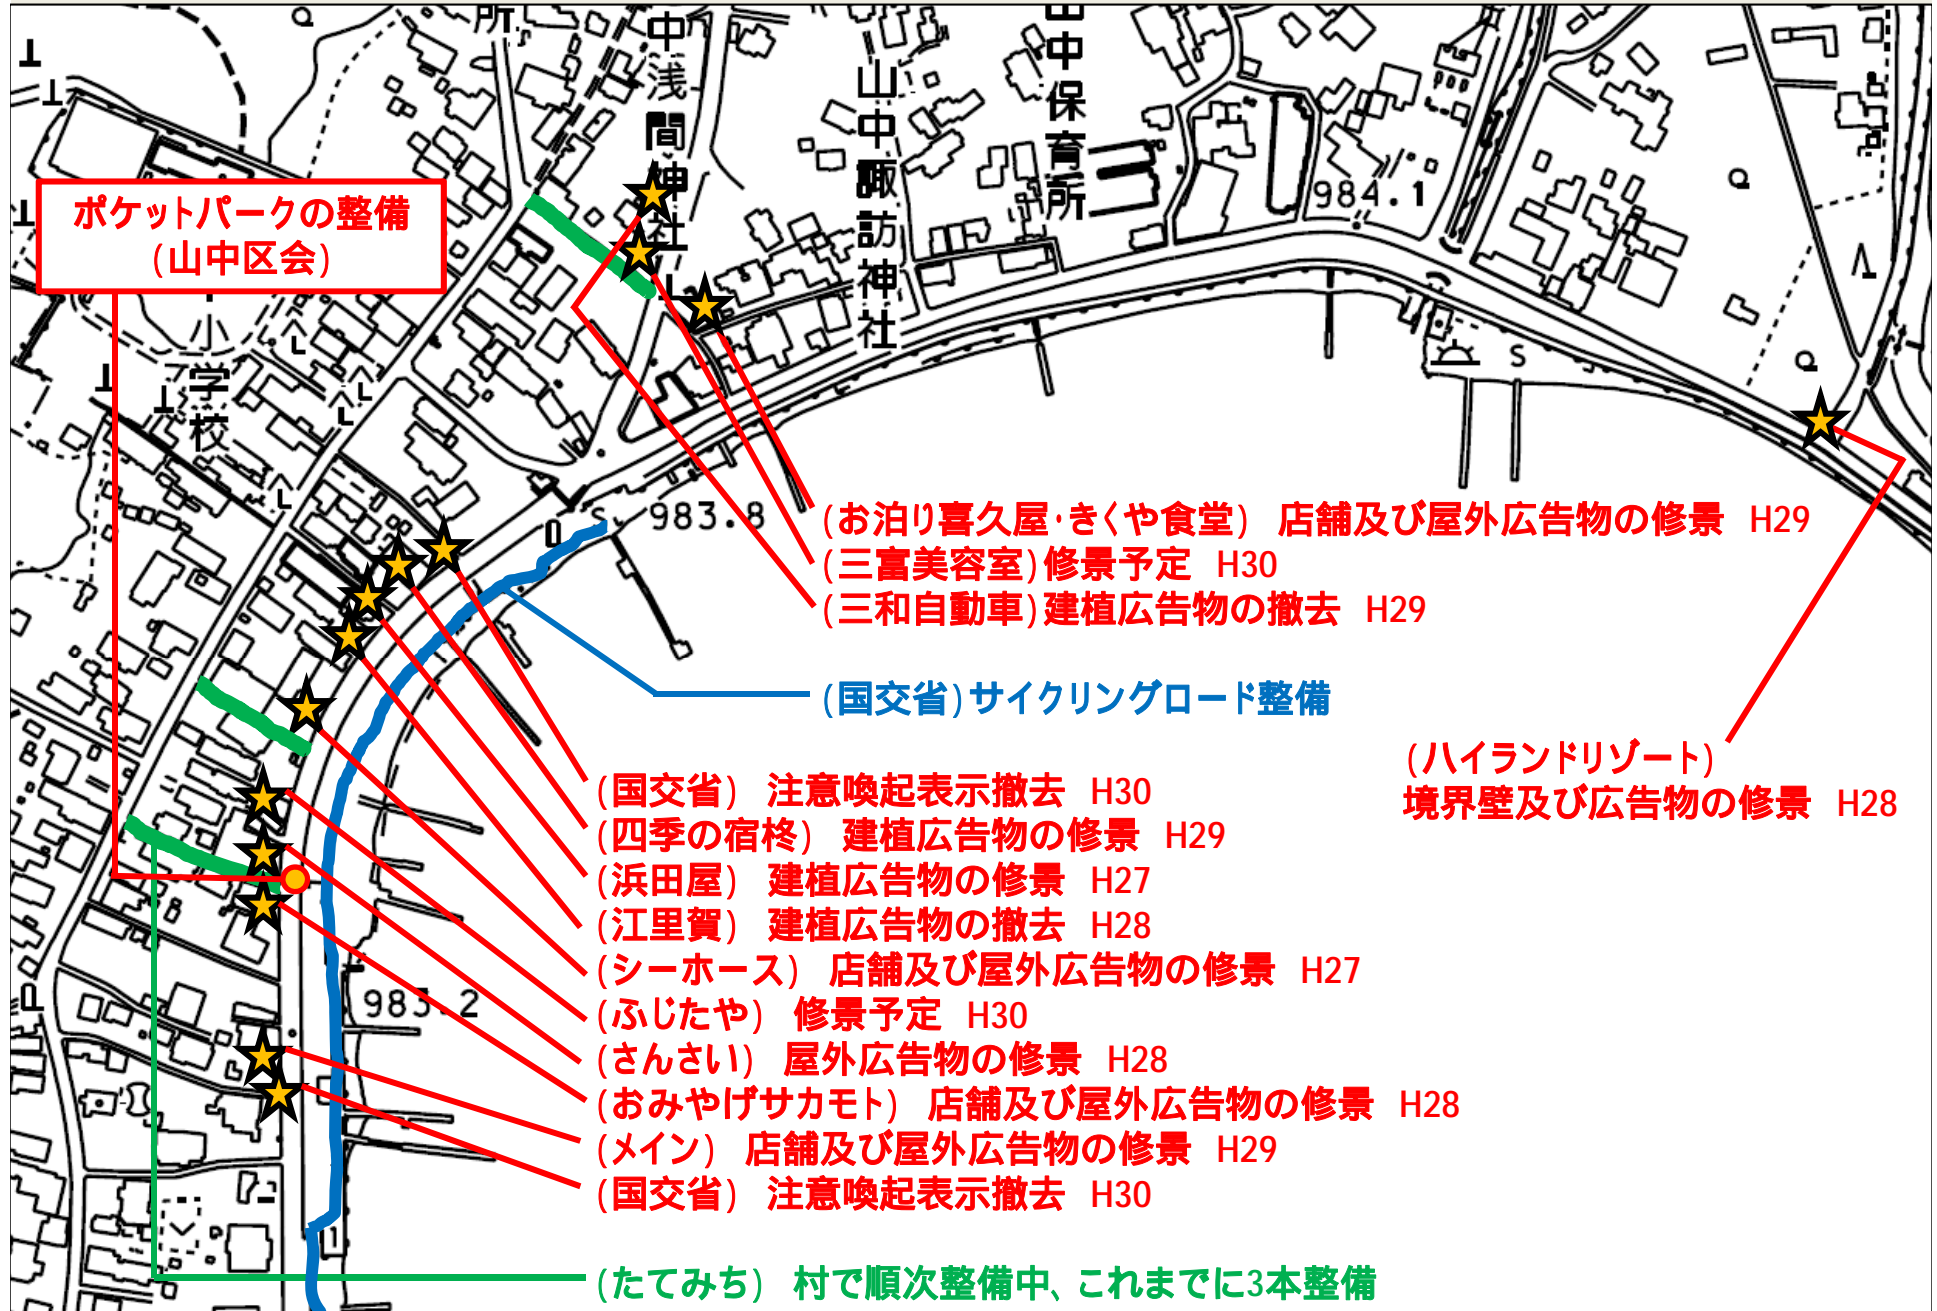 所
中浅間神社
山中諏訪神社
山中保育所
984.1
ポケットパークの整備
(山中区会)
小学校
983.8
(お泊り喜久屋・きくや食堂) 店舗及び屋外広告物の修景 H29
(三富美容室)修景予定 H30
(三和自動車)建植広告物の撤去 H29
(国交省)サイクリングロード整備
(ハイランドリゾート)
境界壁及び広告物の修景 H28
(国交省) 注意喚起表示撤去 H30
(四季の宿柊) 建植広告物の修景 H29
(浜田屋) 建植広告物の修景 H27
(江里賀) 建植広告物の撤去 H28
(シーホース) 店舗及び屋外広告物の修景 H27
983.2
(ふじたや) 修景予定 H30
(さんさい) 屋外広告物の修景 H28
(おみやげサカモト) 店舗及び屋外広告物の修景 H28
(メイン) 店舗及び屋外広告物の修景 H29
(国交省) 注意喚起表示撤去 H30
(たてみち) 村で順次整備中、これまでに3本整備